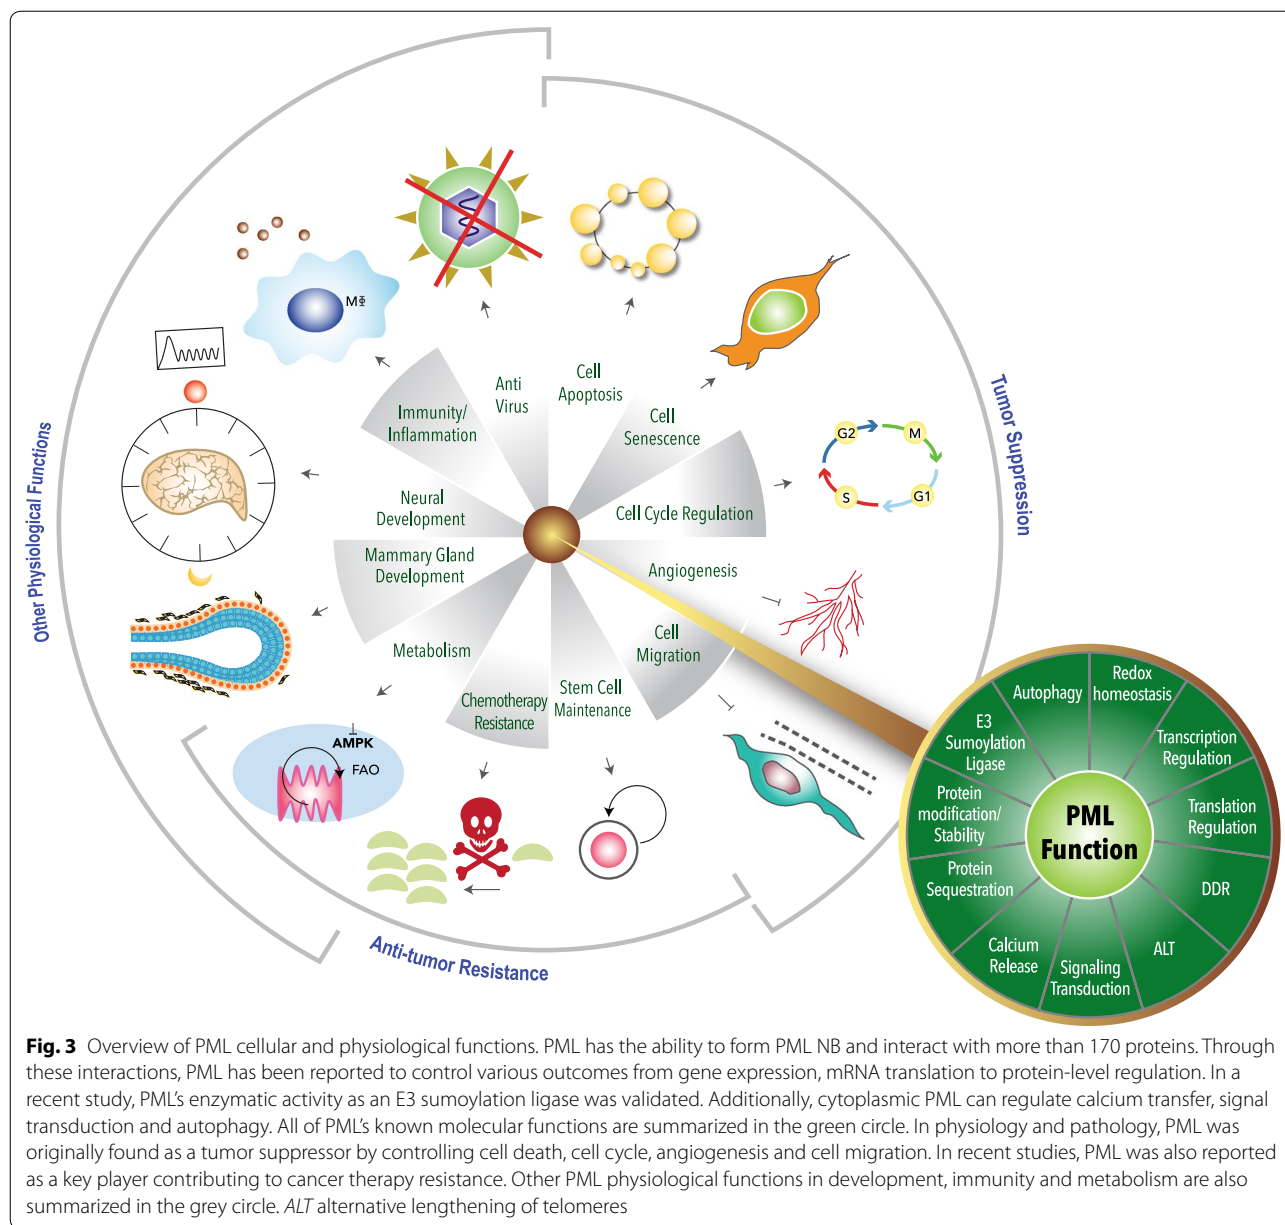 Other Physiological Functions
Tumor Suppression
Anti-tumor Resistance
Anti
Virus
Cell
Apoptosis
Cell
Senescence
Cell Cycle Regulation
Angiogenesis
Cell
Migration
Stem Cell
Maintenance
Chemotherapy
Resistance
Metabolism
Mammary Gland
Development
Neural
Development
Immunity/
Inflammation
MΦ
G2
M
G1
S
AMPK
FAO
PML
Function
Redox
homeostasis
Transcription
Regulation
Translation
Regulation
DDR
ALT
Signaling
Transduction
Calcium
Release
Protein
Sequestration
Protein
modification/
Stability
E3
Sumoylation
Ligase
Autophagy
Fig. 3 Overview of PML cellular and physiological functions. PML has the ability to form PML NB and interact with more than 170 proteins. Through
these interactions, PML has been reported to control various outcomes from gene expression, mRNA translation to protein-level regulation. In a
recent study, PML's enzymatic activity as an E3 sumoylation ligase was validated. Additionally, cytoplasmic PML can regulate calcium transfer, signal
transduction and autophagy. All of PML's known molecular functions are summarized in the green circle. In physiology and pathology, PML was
originally found as a tumor suppressor by controlling cell death, cell cycle, angiogenesis and cell migration. In recent studies, PML was also reported
as a key player contributing to cancer therapy resistance. Other PML physiological functions in development, immunity and metabolism are also
summarized in the grey circle. ALT alternative lengthening of telomeres